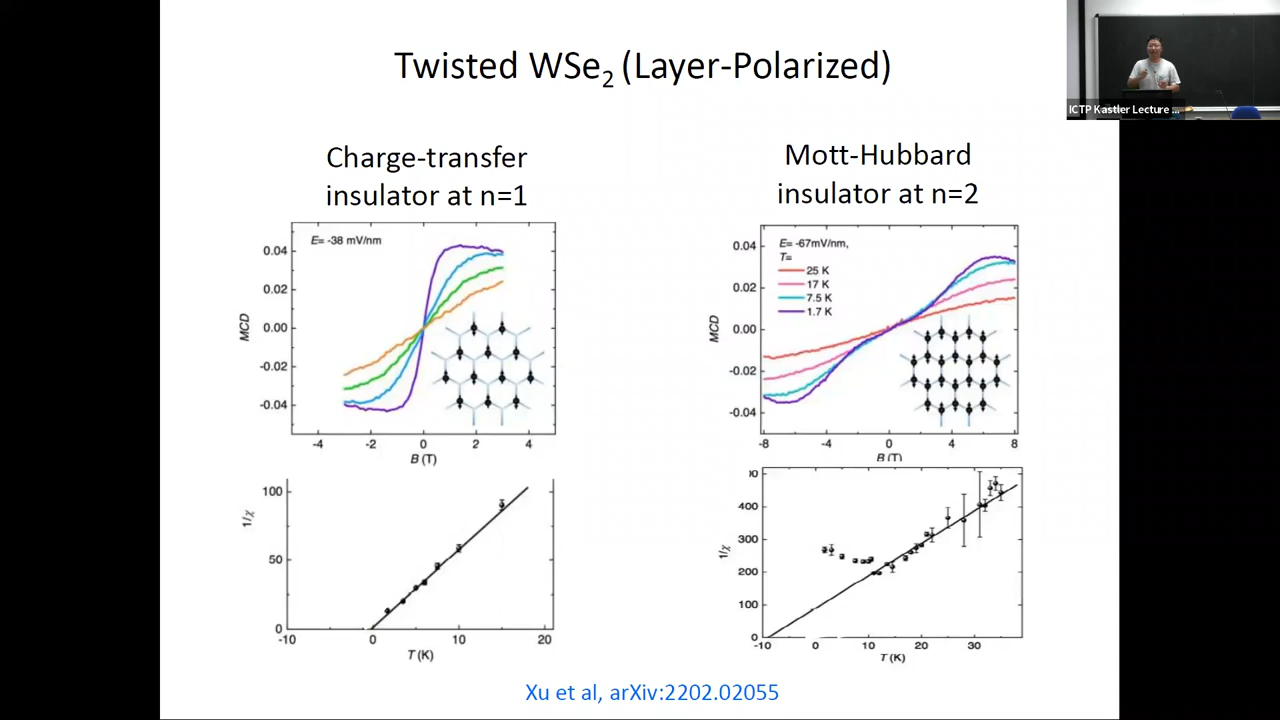 Twisted WSe2 (Layer-Polarized)
ICTP Kastler Lecture ...
Charge-transfer
insulator at n=1
Mott-Hubbard
insulator at n=2
E= -38 mV/nm
0.04
0.02
0.00
-0.02
-0.04
MCD
-4 -2 0 2 4
B (T)
E= -67mV/nm,
T=
25 K
17 K
7.5 K
1.7 K
0.04
0.02
0.00
-0.02
-0.04
MCD
-8 -4 0 4 8
B (T)
100
50
0
1/χ
-10 0 10 20
T (K)
400
300
200
100
0
1/χ
-10 0 10 20 30
T (K)
Xu et al, arXiv:2202.02055